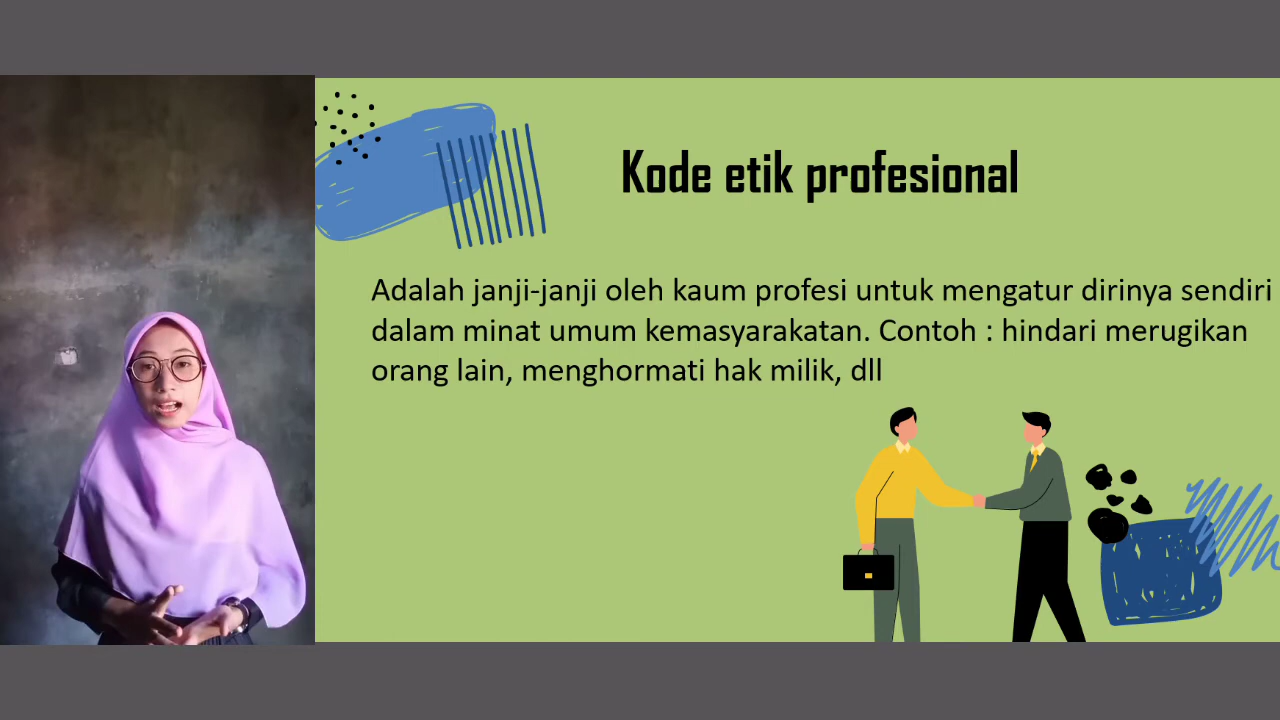 Kode etik profesional
Adalah janji-janji oleh kaum profesi untuk mengatur dirinya sendiri
dalam minat umum kemasyarakatan. Contoh : hindari merugikan
orang lain, menghormati hak milik, dll